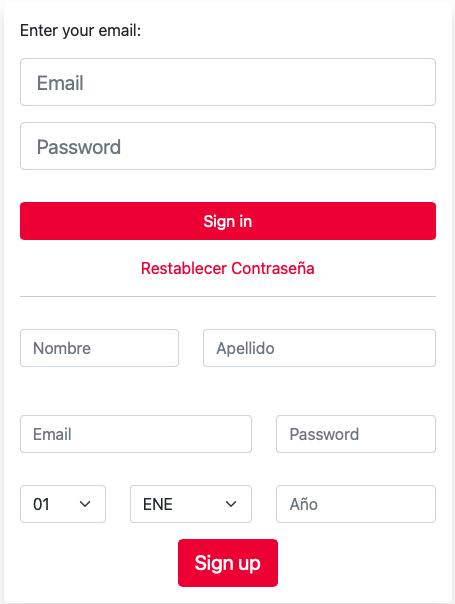 Enter your email:
Email
Password
Sign in
Restablecer Contraseña
Nombre Apellido
Email Password
01 ENE Año
Sign up